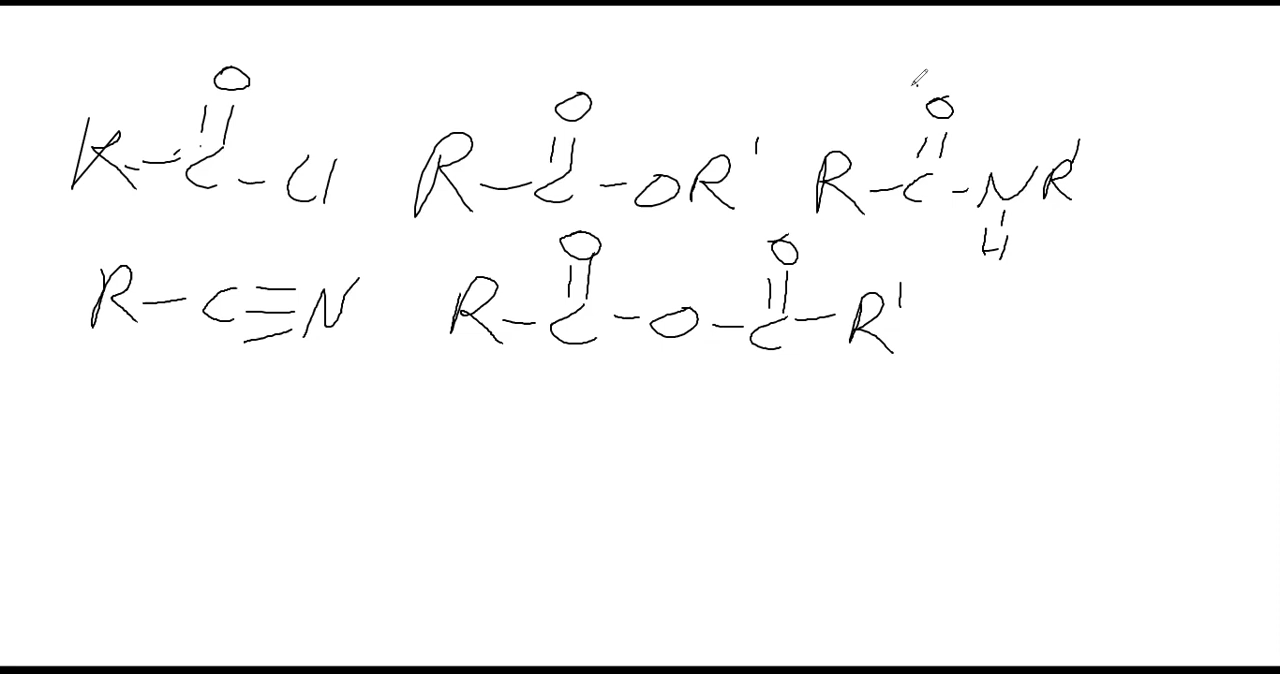 O O O
R-C-Cl R-C-OR' R-C-NR'
H
O O
R-C≡N R-C-O-C-R'